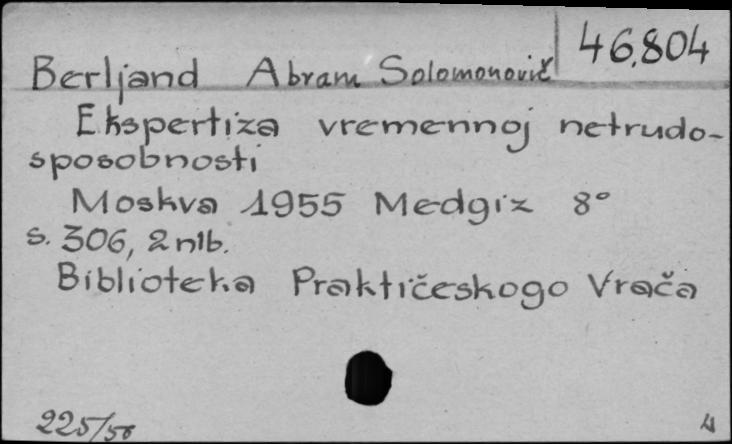 46.804
Berljand Abram Solomonovič
Ekspertiza vremennoj netrudo-
sposobnosti
Moskva 1955 Medgiz 8°
s. 306, 2 nlb.
Biblioteka Praktičeskogo Vrača
225/56